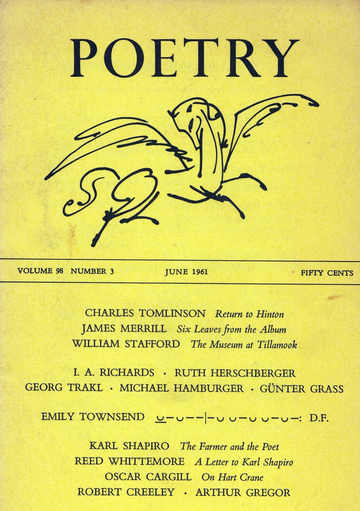 POETRY
VOLUME 98 NUMBER 3 JUNE 1961 FIFTY CENTS
CHARLES TOMLINSON Return to Hinton
JAMES MERRILL Six Leaves from the Album
WILLIAM STAFFORD The Museum at Tillamook
I. A. RICHARDS · RUTH HERSCHBERGER
GEORG TRAKL · MICHAEL HAMBURGER · GÜNTER GRASS
EMILY TOWNSEND ⏓–⏑––|–⏑ ⏑–⏑ ⏑–⏑–: D.F.
KARL SHAPIRO The Farmer and the Poet
REED WHITTEMORE A Letter to Karl Shapiro
OSCAR CARGILL On Hart Crane
ROBERT CREELEY · ARTHUR GREGOR